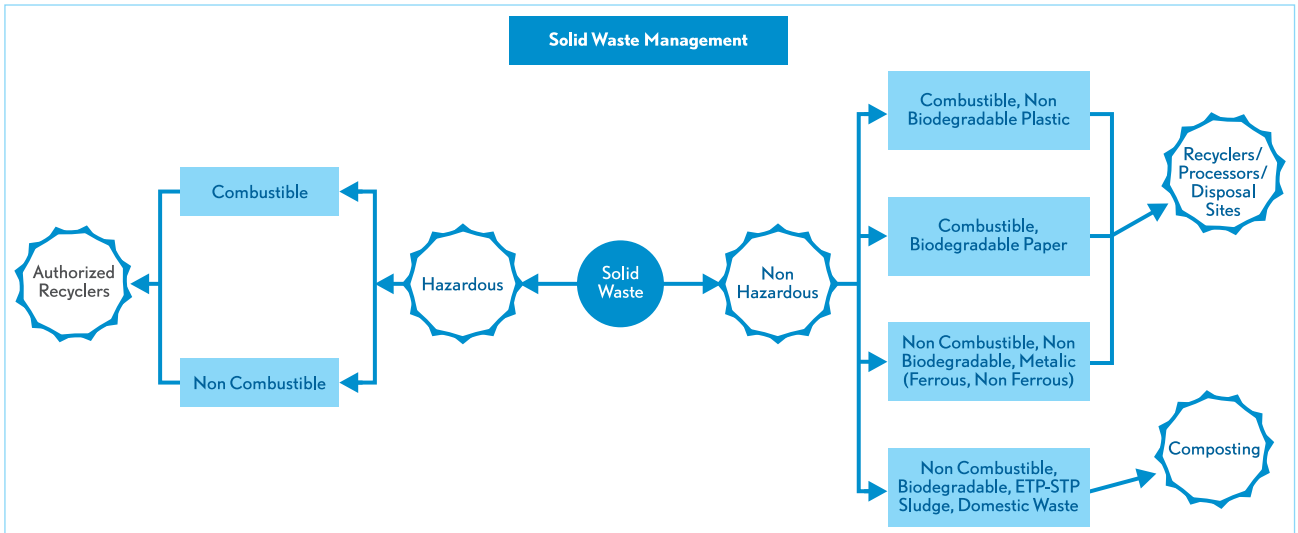 Solid Waste Management
Combustible, Non
Biodegradable Plastic
Recyclers/
Processors/
Disposal
Sites
Combustible
Combustible,
Biodegradable Paper
Authorized
Recyclers
Hazardous
Solid
Waste
Non
Hazardous
Non Combustible
Non Combustible, Non
Biodegradable, Metalic
(Ferrous, Non Ferrous)
Non Combustible,
Biodegradable, ETP-STP
Sludge, Domestic Waste
Composting